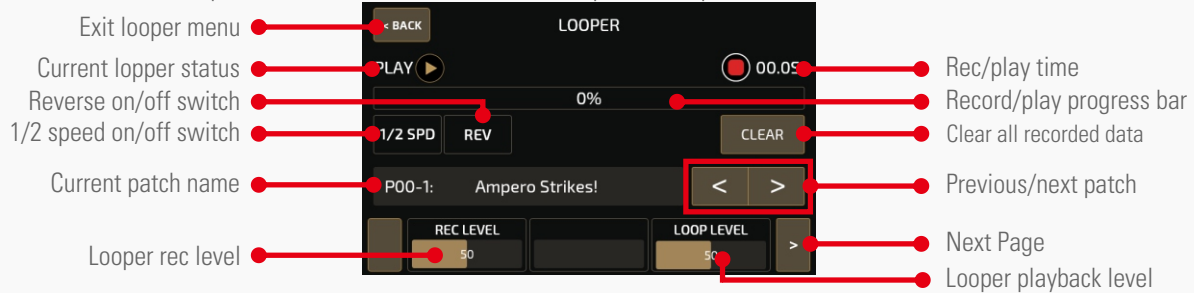 Exit looper menu
< BACK
LOOPER
Current lopper status
PLAY
00.0S
Rec/play time
Reverse on/off switch
0%
Record/play progress bar
1/2 speed on/off switch
1/2 SPD
REV
CLEAR
Clear all recorded data
Current patch name
P00-1: Ampero Strikes!
< >
Previous/next patch
REC LEVEL
LOOP LEVEL
Next Page
Looper rec level
50
50
>
Looper playback level